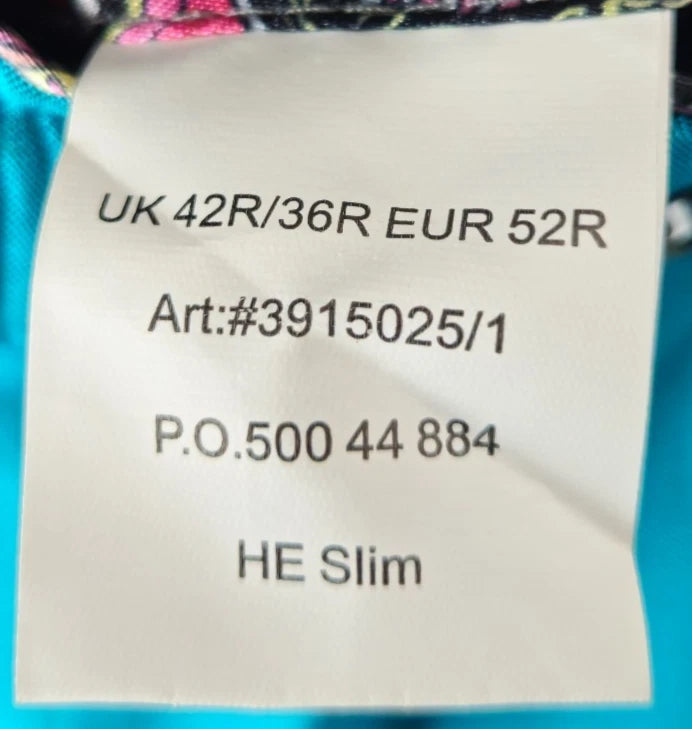 UK 42R/36R EUR 52R
Art:#3915025/1
P.O.500 44 884
HE Slim